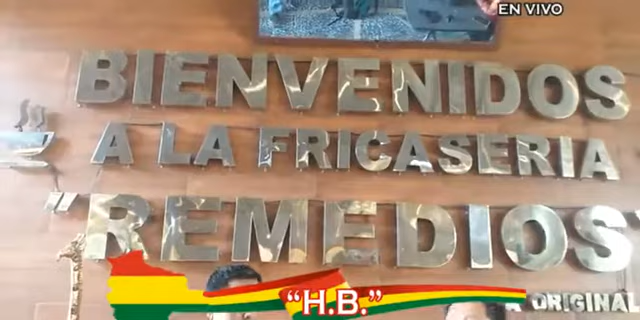 EN VIVO
BIENVENIDOS
A LA FRICASERIA
"REMEDIOS"
"H.B."
A ORIGINAL